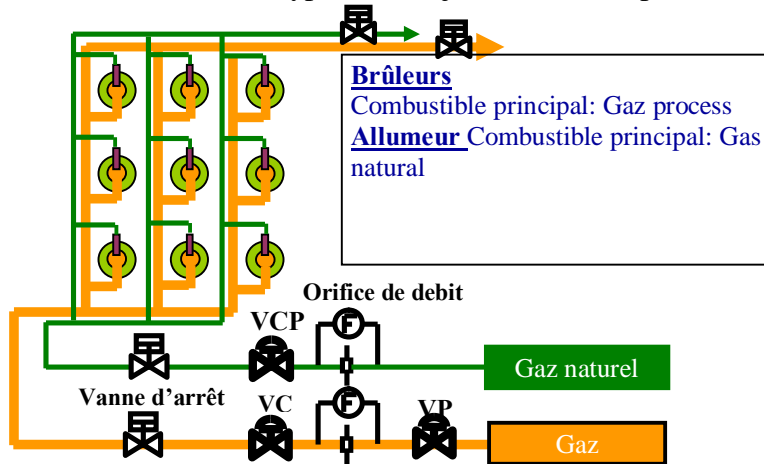 Brûleurs
Combustible principal: Gaz process
Allumeur Combustible principal: Gas
natural
Orifice de debit
VCP
F
Gaz naturel
Vanne d’arrêt
VC
F
VP
Gaz